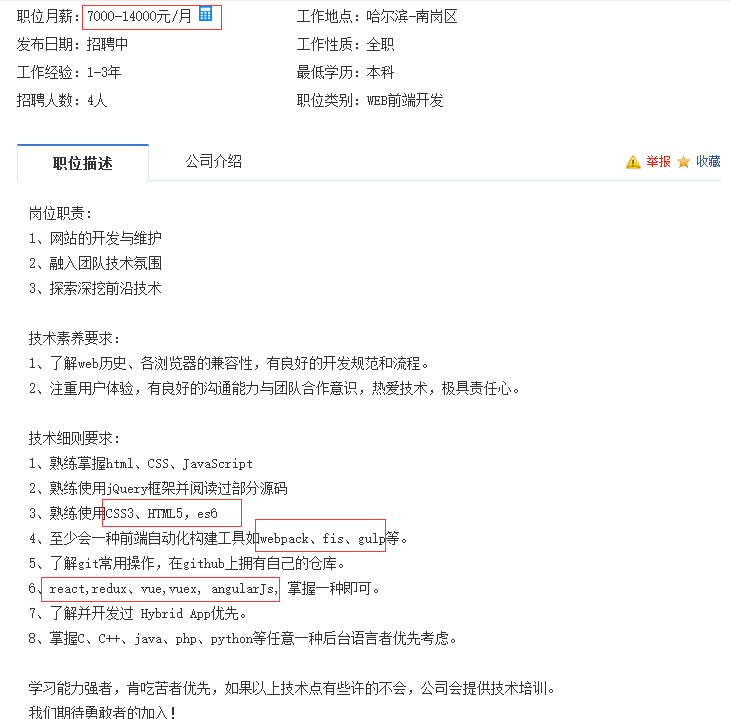 职位月薪：7000-14000元/月 工作地点：哈尔滨-南岗区
发布日期：招聘中 工作性质：全职
工作经验：1-3年 最低学历：本科
招聘人数：4人 职位类别：WEB前端开发
职位描述 公司介绍 举报 收藏
岗位职责：
1、网站的开发与维护
2、融入团队技术氛围
3、探索深挖前沿技术
技术素养要求：
1、了解web历史、各浏览器的兼容性，有良好的开发规范和流程。
2、注重用户体验，有良好的沟通能力与团队合作意识，热爱技术，极具责任心。
技术细则要求：
1、熟练掌握html、CSS、JavaScript
2、熟练使用jQuery框架并阅读过部分源码
3、熟练使用CSS3、HTML5，es6
4、至少会一种前端自动化构建工具如webpack、fis、gulp等。
5、了解git常用操作，在github上拥有自己的仓库。
6、react,redux、vue,vuex, angularJs, 掌握一种即可。
7、了解并开发过 Hybrid App优先。
8、掌握C、C++、java、php、python等任意一种后台语言者优先考虑。
学习能力强者，肯吃苦者优先，如果以上技术点有些许的不会，公司会提供技术培训。
我们期待勇敢者的加入！